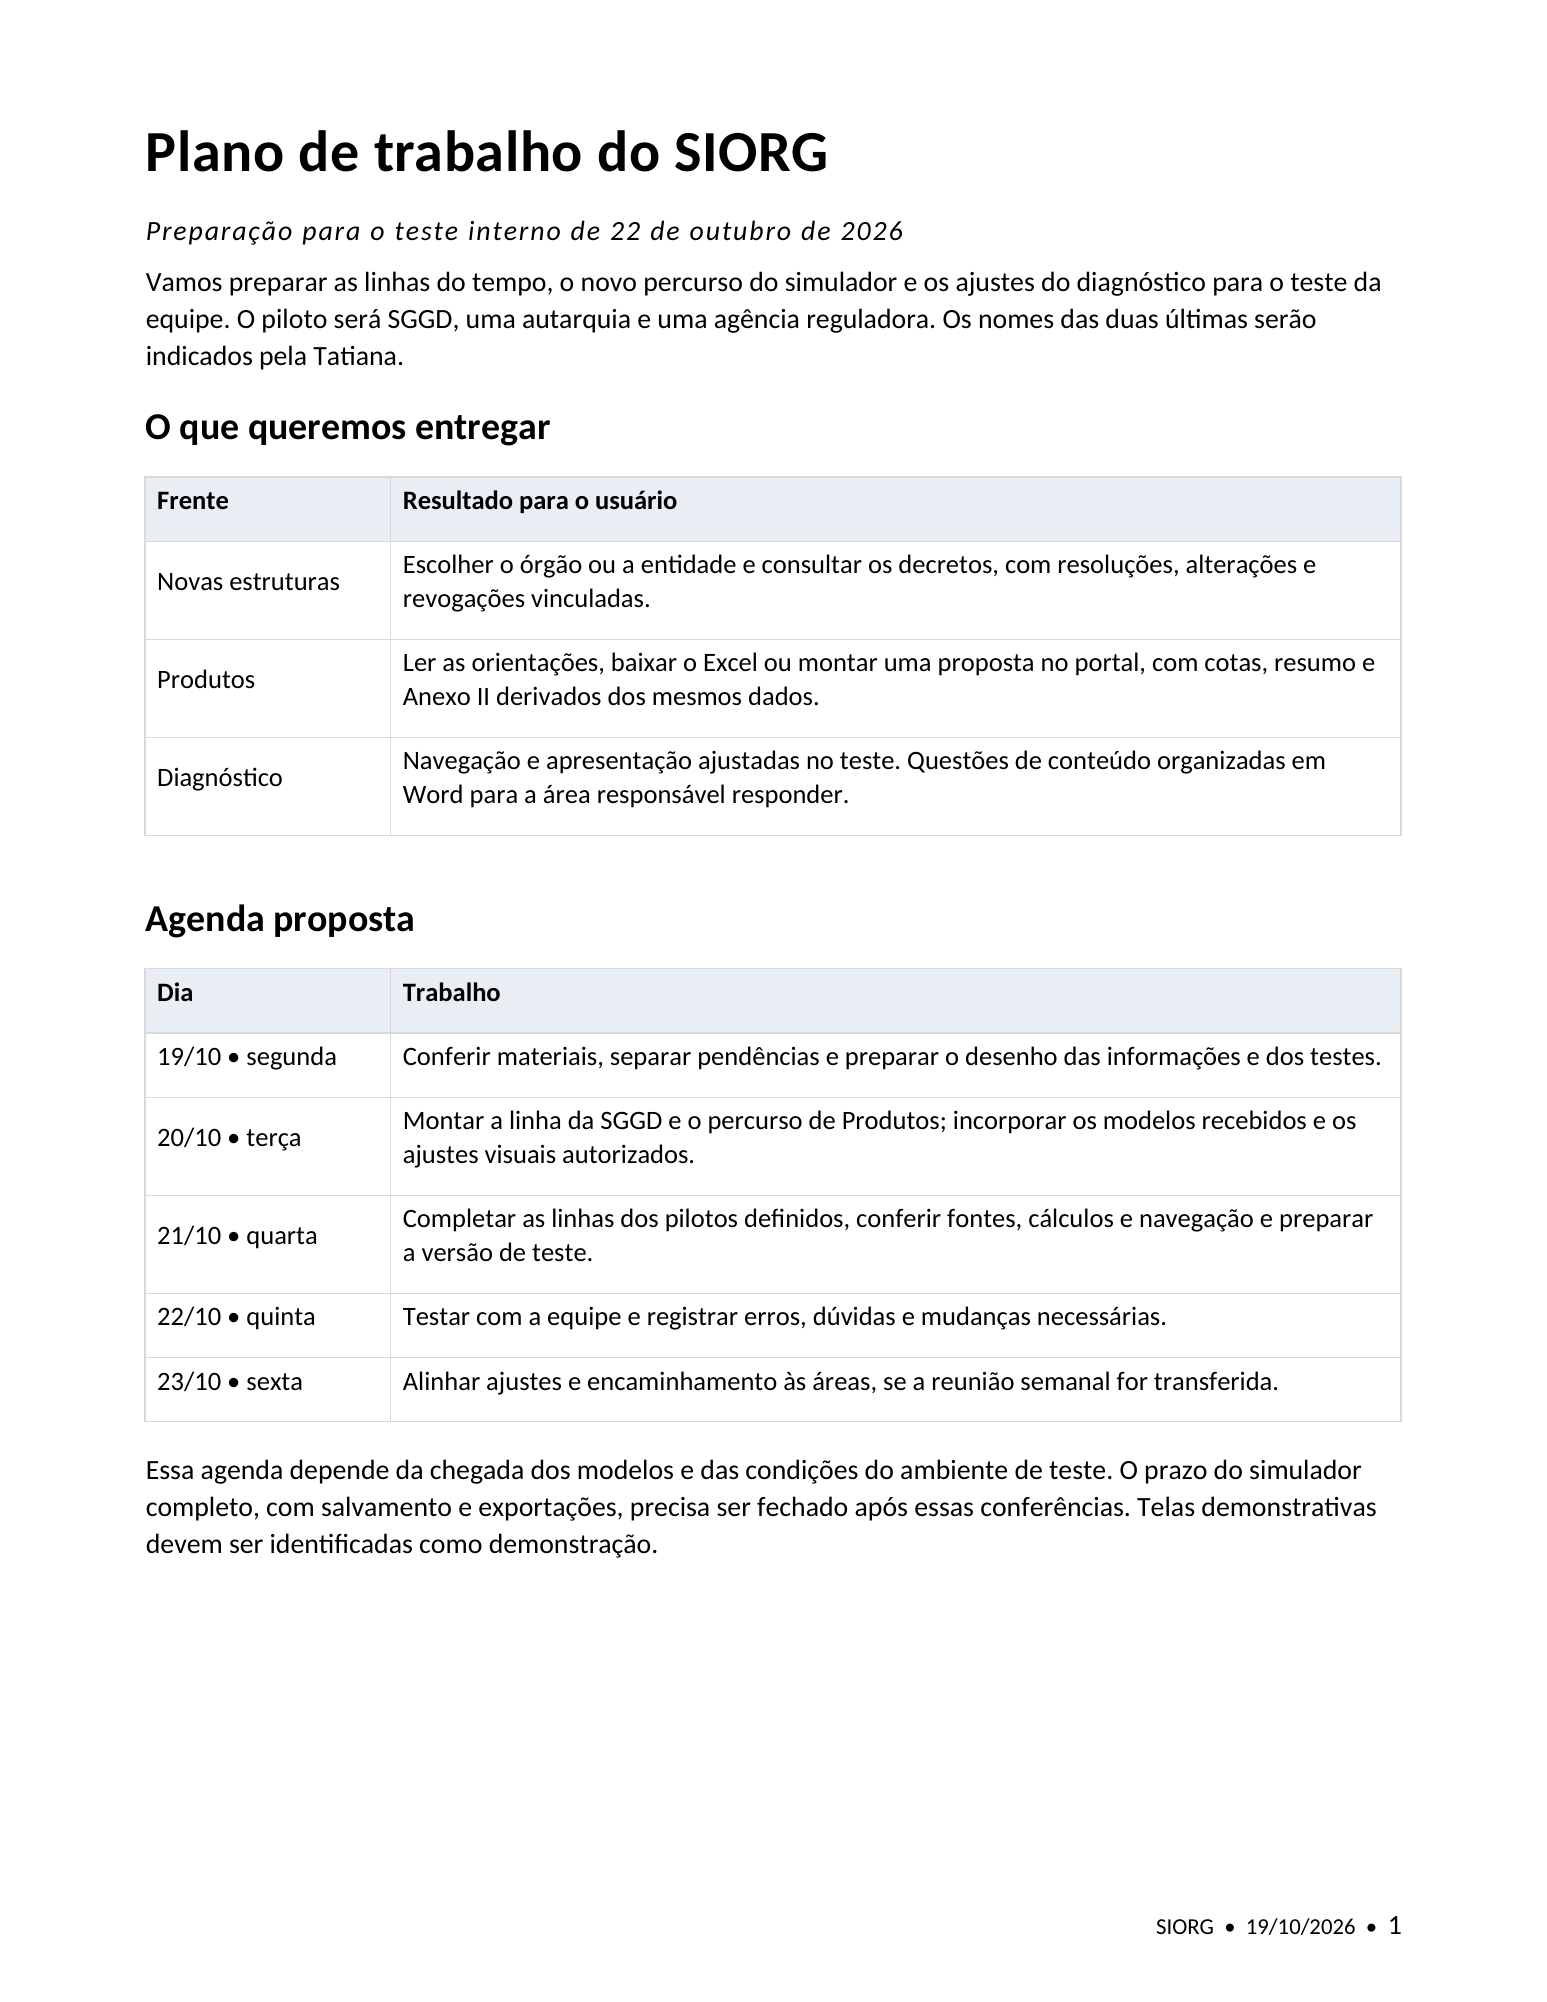 Plano de trabalho do SIORG
Preparação para o teste interno de 22 de outubro de 2026
Vamos preparar as linhas do tempo, o novo percurso do simulador e os ajustes do diagnóstico para o teste da
equipe. O piloto será SGGD, uma autarquia e uma agência reguladora. Os nomes das duas últimas serão
indicados pela Tatiana.
O que queremos entregar
Frente Resultado para o usuário
Novas estruturas
Escolher o órgão ou a entidade e consultar os decretos, com resoluções, alterações e
revogações vinculadas.
Produtos
Ler as orientações, baixar o Excel ou montar uma proposta no portal, com cotas, resumo e
Anexo II derivados dos mesmos dados.
Diagnóstico
Navegação e apresentação ajustadas no teste. Questões de conteúdo organizadas em
Word para a área responsável responder.
Agenda proposta
Dia Trabalho
19/10 • segunda Conferir materiais, separar pendências e preparar o desenho das informações e dos testes.
20/10 • terça
Montar a linha da SGGD e o percurso de Produtos; incorporar os modelos recebidos e os
ajustes visuais autorizados.
21/10 • quarta
Completar as linhas dos pilotos definidos, conferir fontes, cálculos e navegação e preparar
a versão de teste.
22/10 • quinta Testar com a equipe e registrar erros, dúvidas e mudanças necessárias.
23/10 • sexta Alinhar ajustes e encaminhamento às áreas, se a reunião semanal for transferida.
Essa agenda depende da chegada dos modelos e das condições do ambiente de teste. O prazo do simulador
completo, com salvamento e exportações, precisa ser fechado após essas conferências. Telas demonstrativas
devem ser identificadas como demonstração.
SIORG • 19/10/2026 • 1